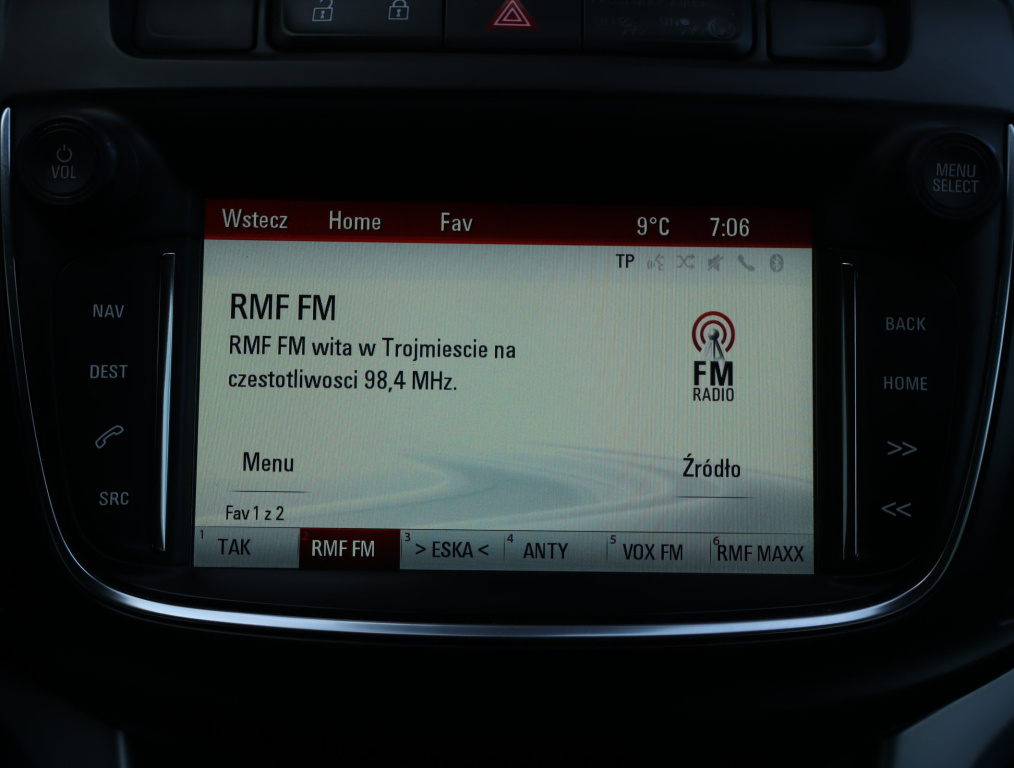 VOL
MENU
SELECT
Wstecz Home Fav 9°C 7:06
TP
NAV
DEST
SRC
BACK
HOME
>>
<<
RMF FM
RMF FM wita w Trojmiescie na
czestotliwosci 98,4 MHz.
FM
RADIO
Menu
Źródło
Fav 1 z 2
1 TAK
2 RMF FM
3 > ESKA <
4 ANTY
5 VOX FM
6 RMF MAXX